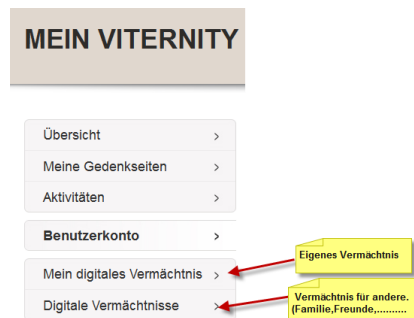 MEIN VITERNITY
Übersicht
Meine Gedenkseiten
Aktivitäten
Benutzerkonto
Mein digitales Vermächtnis
Eigenes Vermächtnis
Digitale Vermächtnisse
Vermächtnis für andere.
(Familie,Freunde,..........